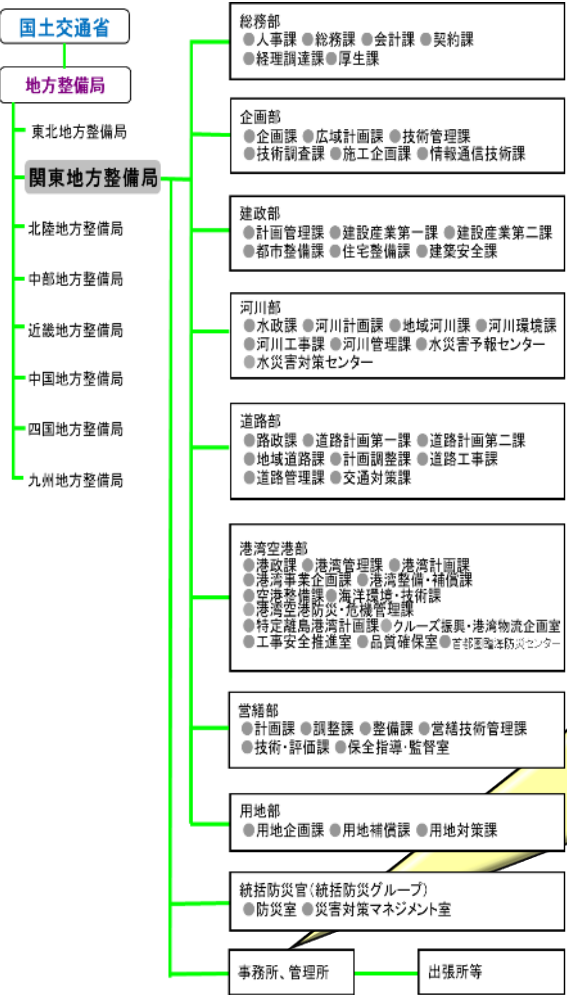 国土交通省
地方整備局
東北地方整備局
関東地方整備局
北陸地方整備局
中部地方整備局
近畿地方整備局
中国地方整備局
四国地方整備局
九州地方整備局
総務部
●人事課 ●総務課 ●会計課 ●契約課
●経理調達課●厚生課
企画部
●企画課 ●広域計画課 ●技術管理課
●技術調査課 ●施工企画課 ●情報通信技術課
建政部
●計画管理課 ●建設産業第一課 ●建設産業第二課
●都市整備課 ●住宅整備課 ●建築安全課
河川部
●水政課 ●河川計画課 ●地域河川課 ●河川環境課
●河川工事課 ●河川管理課 ●水災害予報センター
●水災害対策センター
道路部
●路政課 ●道路計画第一課 ●道路計画第二課
●地域道路課 ●計画調整課 ●道路工事課
●道路管理課 ●交通対策課
港湾空港部
●港政課 ●港湾管理課 ●港湾計画課
●港湾事業企画課 ●港湾整備・補償課
●空港整備課 ●海洋環境・技術課
●港湾空港防災・危機管理課
●特定離島港湾計画課●クルーズ振興・港湾物流企画室
●工事安全推進室 ●品質確保室 ●首都圏臨海防災センター
営繕部
●計画課 ●調整課 ●整備課 ●営繕技術管理課
●技術・評価課 ●保全指導・監督室
用地部
●用地企画課 ●用地補償課 ●用地対策課
統括防災官(統括防災グループ)
●防災室 ●災害対策マネジメント室
事務所、管理所
出張所等